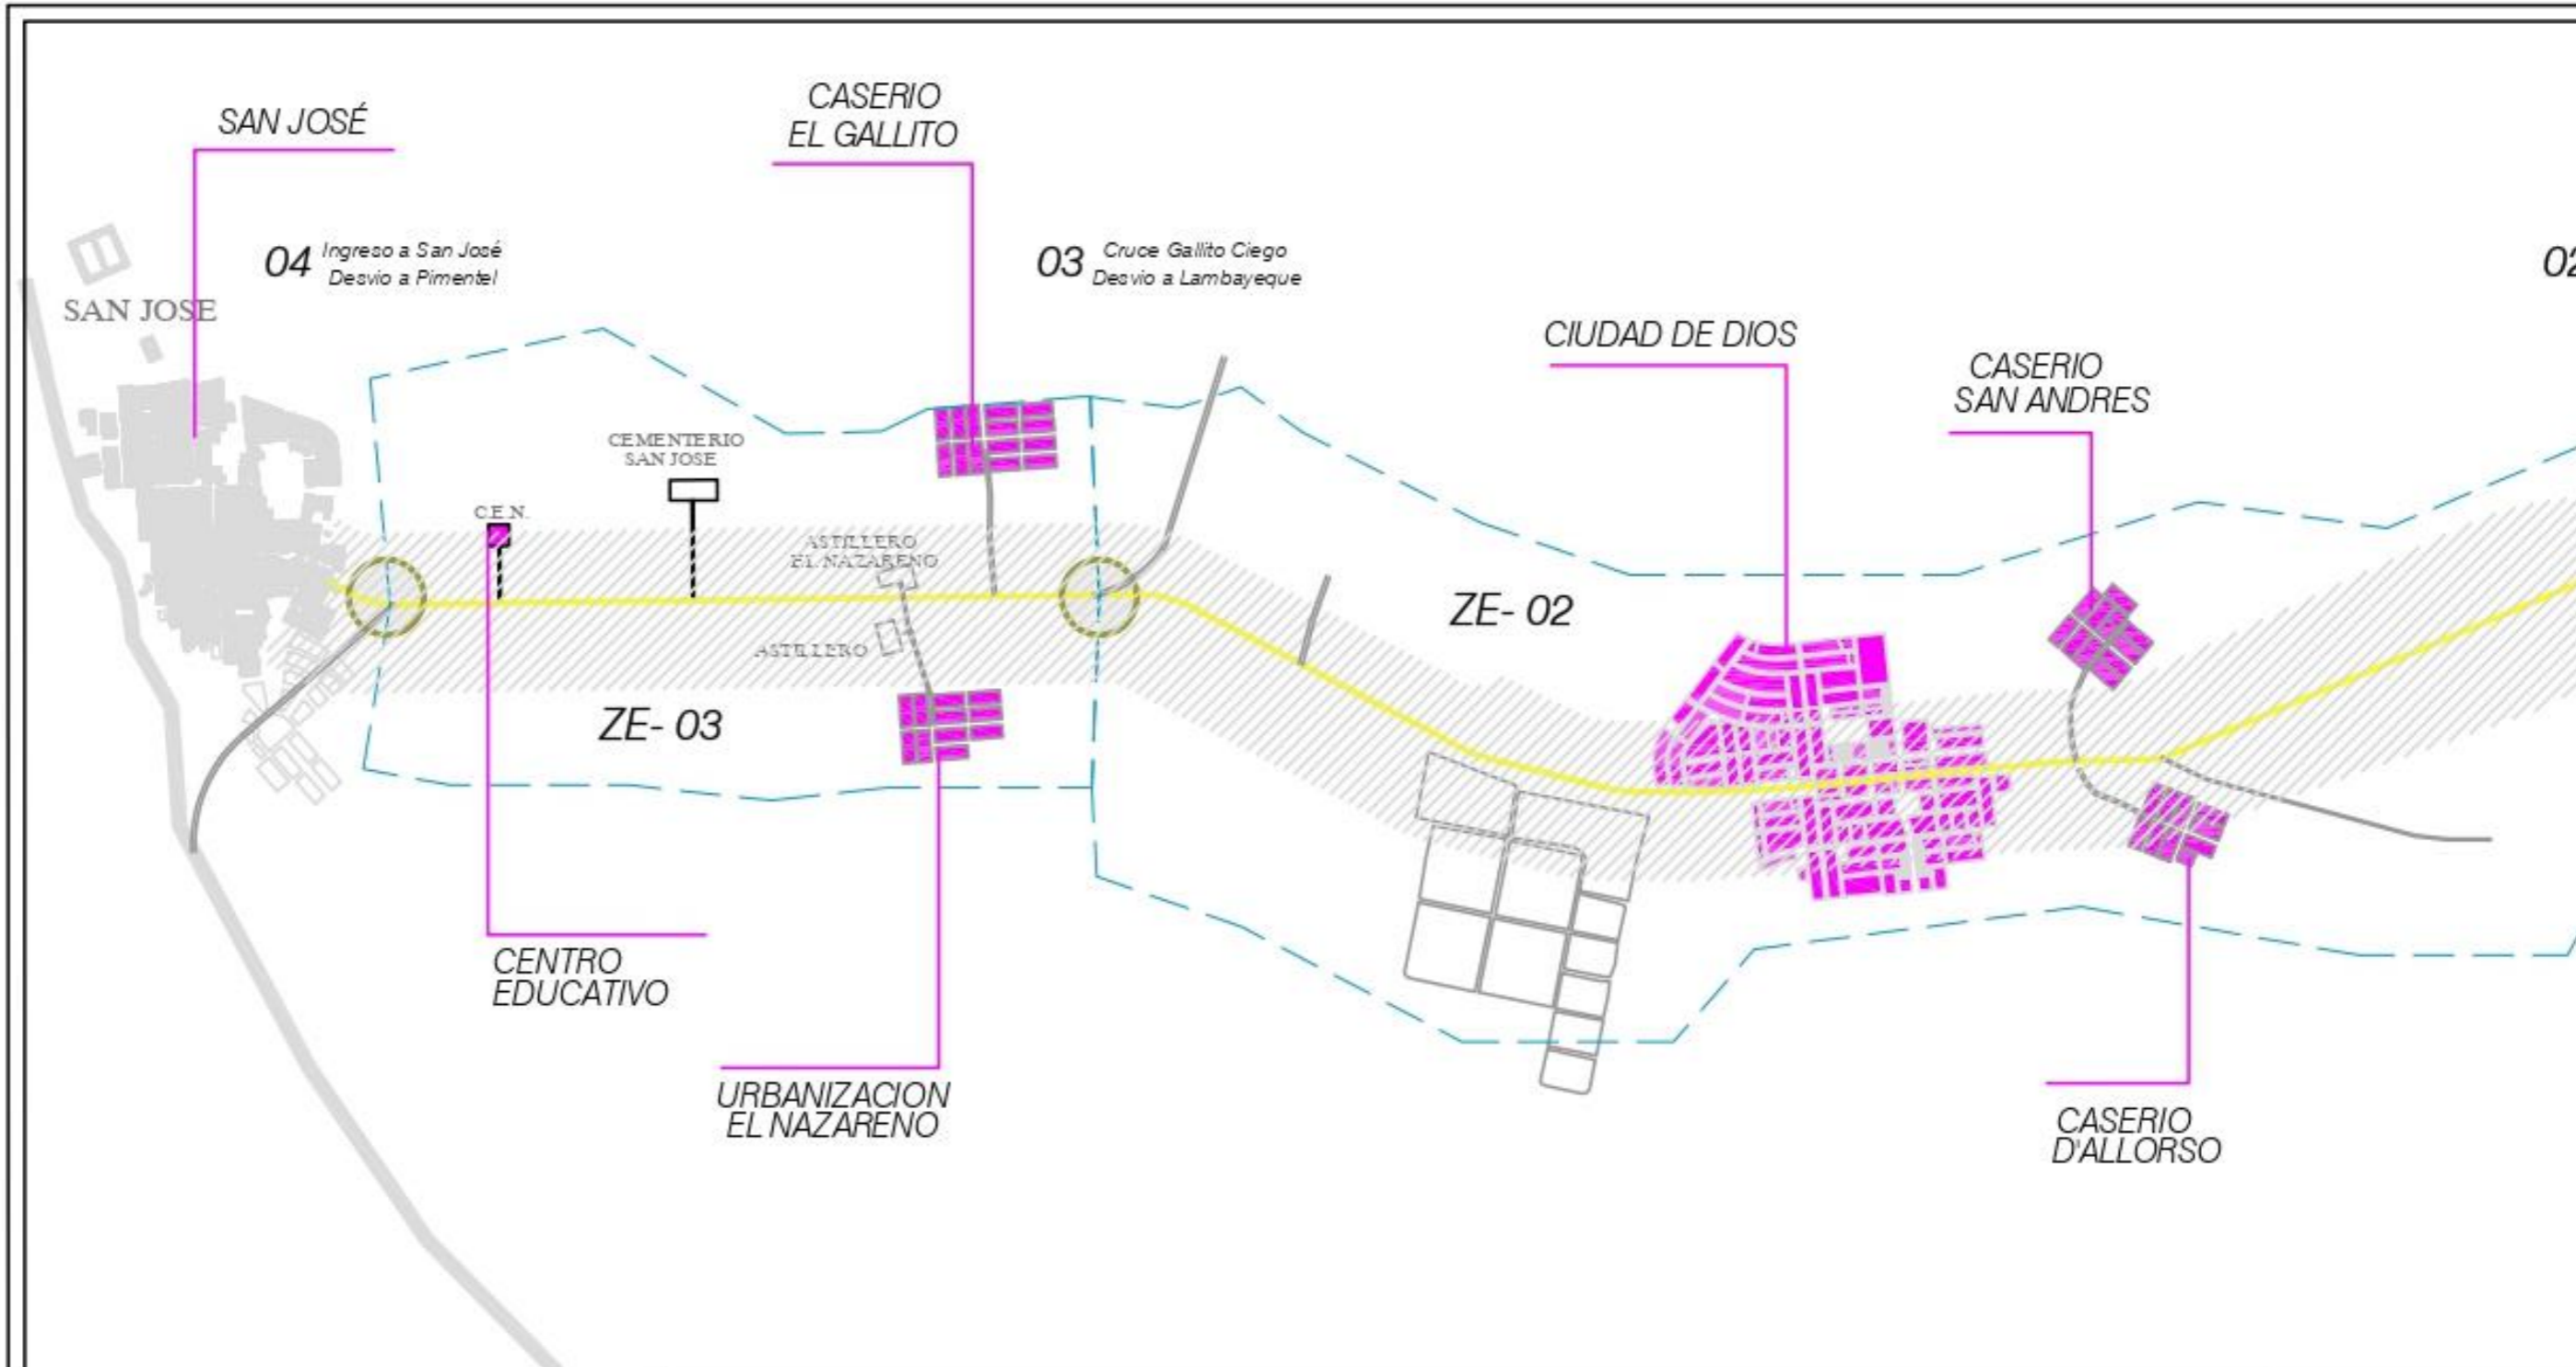 SAN JOSÉ
CASERIO
EL GALLITO
04
Ingreso a San José
Desvio a Pimentel
03
Cruce Gallito Ciego
Desvio a Lambayeque
02
SAN JOSE
CIUDAD DE DIOS
CASERIO
SAN ANDRES
CEMENTERIO
SAN JOSE
C.E.N.
ASTILLERO
EL NAZARENO
ZE- 02
ASTILLERO
ZE- 03
CENTRO
EDUCATIVO
URBANIZACION
EL NAZARENO
CASERIO
D'ALLORSO